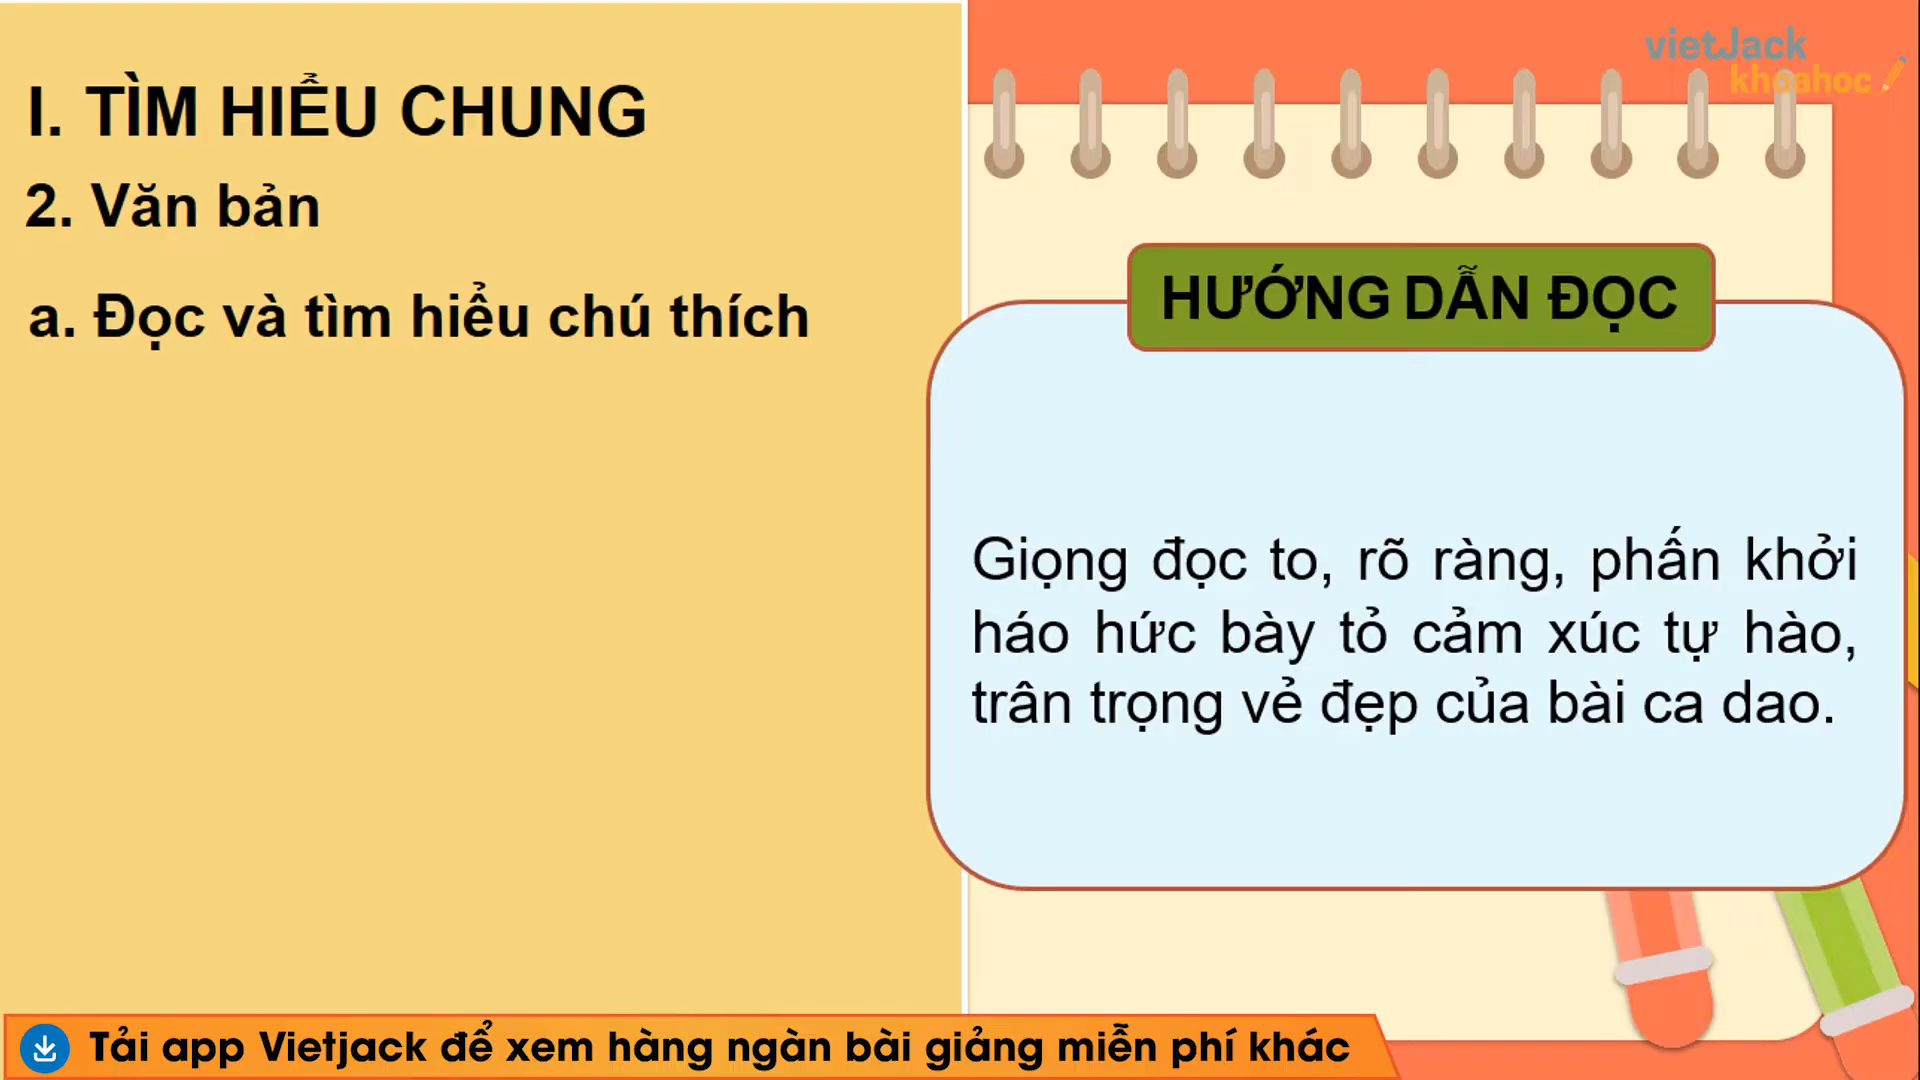 I. TÌM HIỂU CHUNG
2. Văn bản
a. Đọc và tìm hiểu chú thích
vietJack
khoahoc
HƯỚNG DẪN ĐỌC
Giọng đọc to, rõ ràng, phấn khởi
háo hức bày tỏ cảm xúc tự hào,
trân trọng vẻ đẹp của bài ca dao.
Tải app Vietjack để xem hàng ngàn bài giảng miễn phí khác